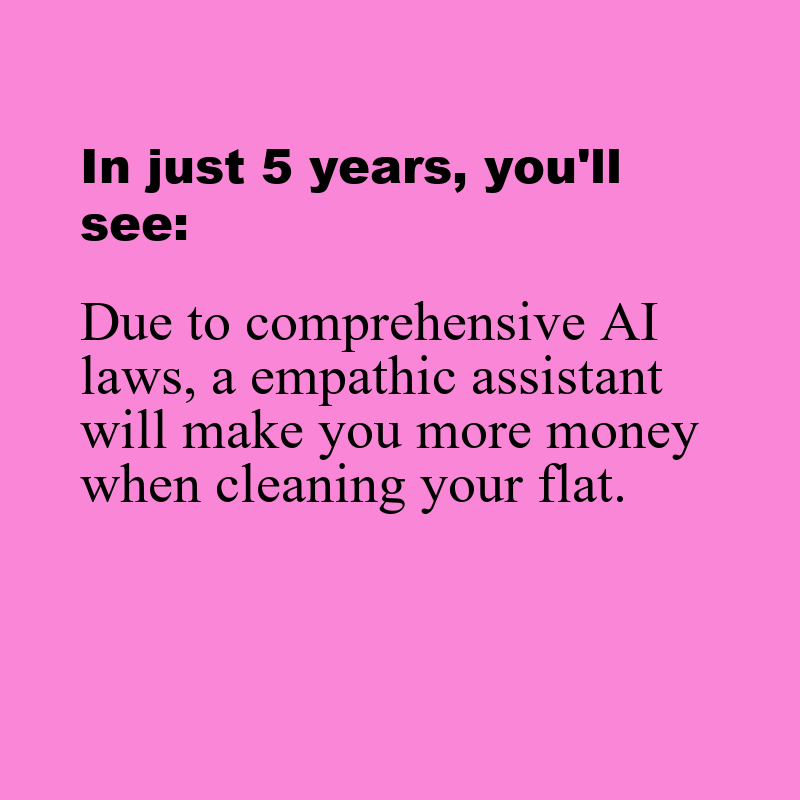 In just 5 years, you'll
see:
Due to comprehensive AI
laws, a empathic assistant
will make you more money
when cleaning your flat.